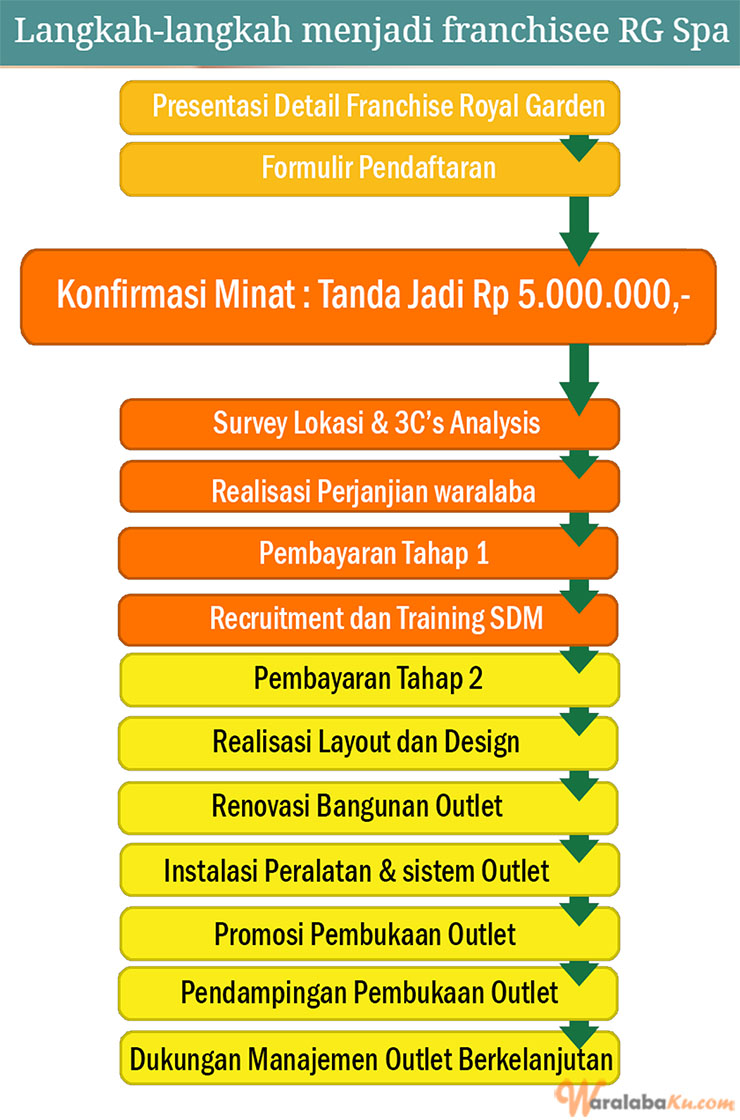 Langkah-langkah menjadi franchisee RG Spa
Presentasi Detail Franchise Royal Garden
Formulir Pendaftaran
Konfirmasi Minat : Tanda Jadi Rp 5.000.000,-
Survey Lokasi & 3C’s Analysis
Realisasi Perjanjian waralaba
Pembayaran Tahap 1
Recruitment dan Training SDM
Pembayaran Tahap 2
Realisasi Layout dan Design
Renovasi Bangunan Outlet
Instalasi Peralatan & sistem Outlet
Promosi Pembukaan Outlet
Pendampingan Pembukaan Outlet
Dukungan Manajemen Outlet Berkelanjutan
WaralabaKu.com